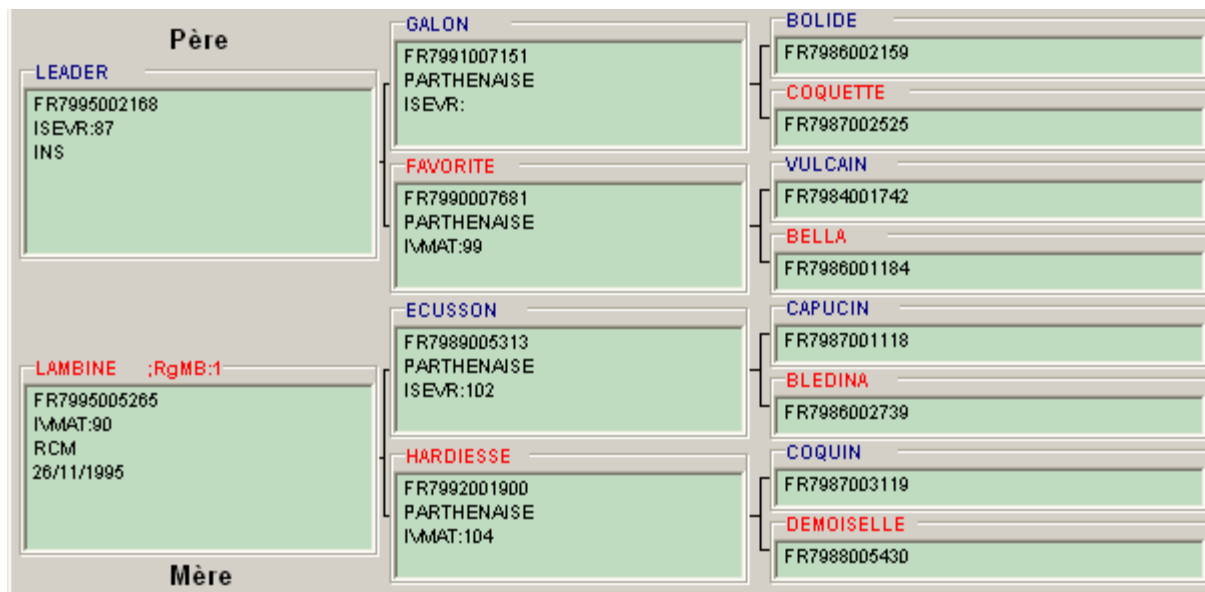 Père
LEADER
FR7995002168
ISEVR:87
INS
LAMBINE ;RgMB:1
FR7995005265
IVMAT:90
RCM
26/11/1995
Mère
GALON
FR7991007151
PARTHENAISE
ISEVR:
FAVORITE
FR7990007681
PARTHENAISE
IVMAT:99
ECUSSON
FR7989005313
PARTHENAISE
ISEVR:102
HARDIESSE
FR7992001900
PARTHENAISE
IVMAT:104
BOLIDE
FR7986002159
COQUETTE
FR7987002525
VULCAIN
FR7984001742
BELLA
FR7986001184
CAPUCIN
FR7987001118
BLEDINA
FR7986002739
COQUIN
FR7987003119
DEMOISELLE
FR7988005430